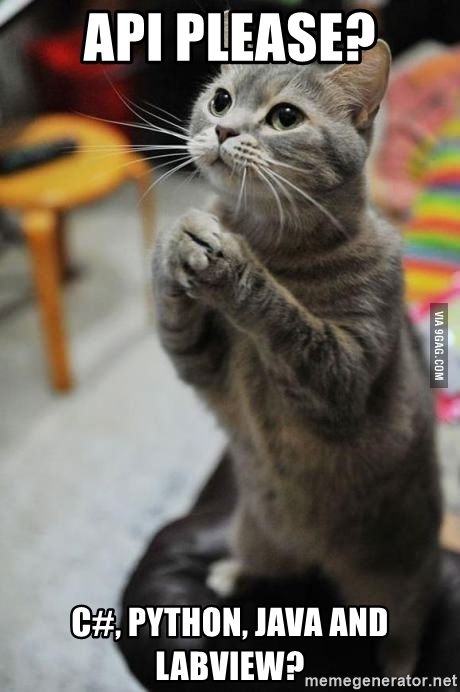 API PLEASE?
VIA 9GAG.COM
C#, PYTHON, JAVA AND
LABVIEW?
memegenerator.net